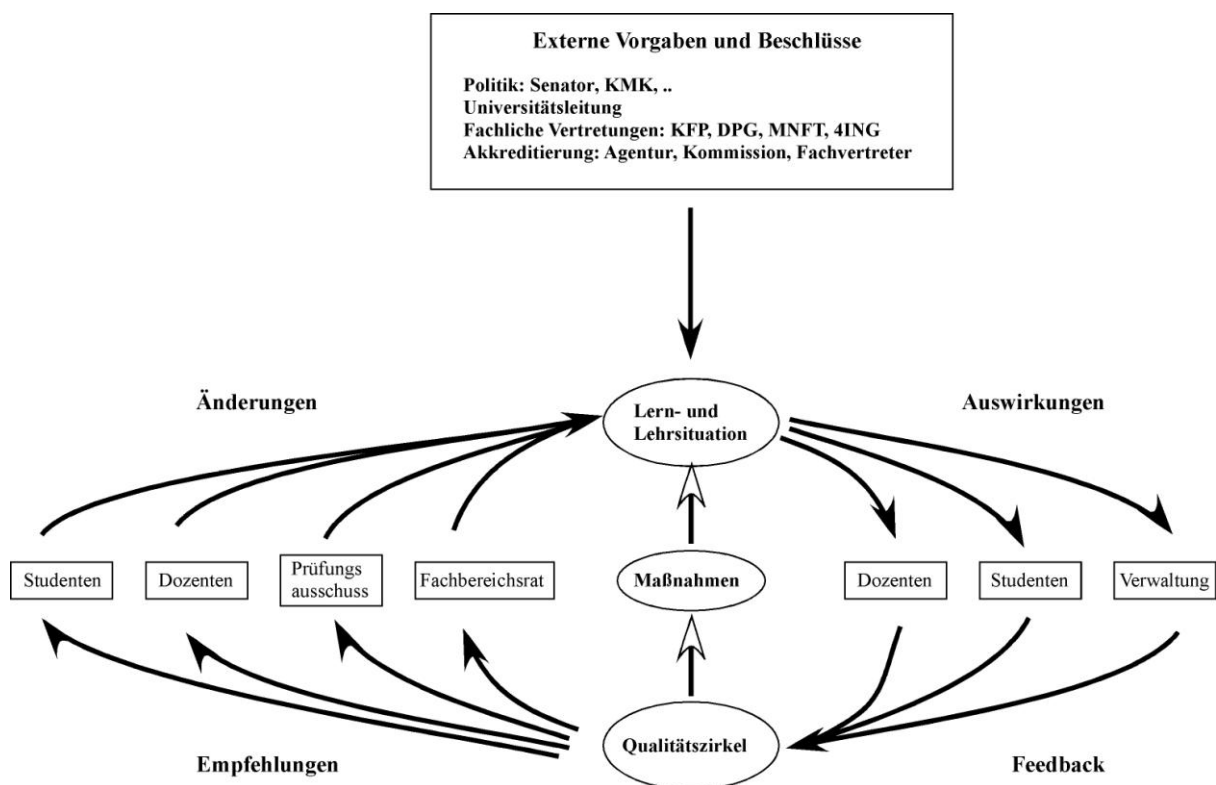 Externe Vorgaben und Beschlüsse
Politik: Senator, KMK, ..
Universitätsleitung
Fachliche Vertretungen: KFP, DPG, MNFT, 4ING
Akkreditierung: Agentur, Kommission, Fachvertreter
Änderungen
Lern- und
Lehrsituation
Auswirkungen
Studenten
Dozenten
Prüfungs
ausschuss
Fachbereichsrat
Maßnahmen
Dozenten
Studenten
Verwaltung
Empfehlungen
Qualitätszirkel
Feedback